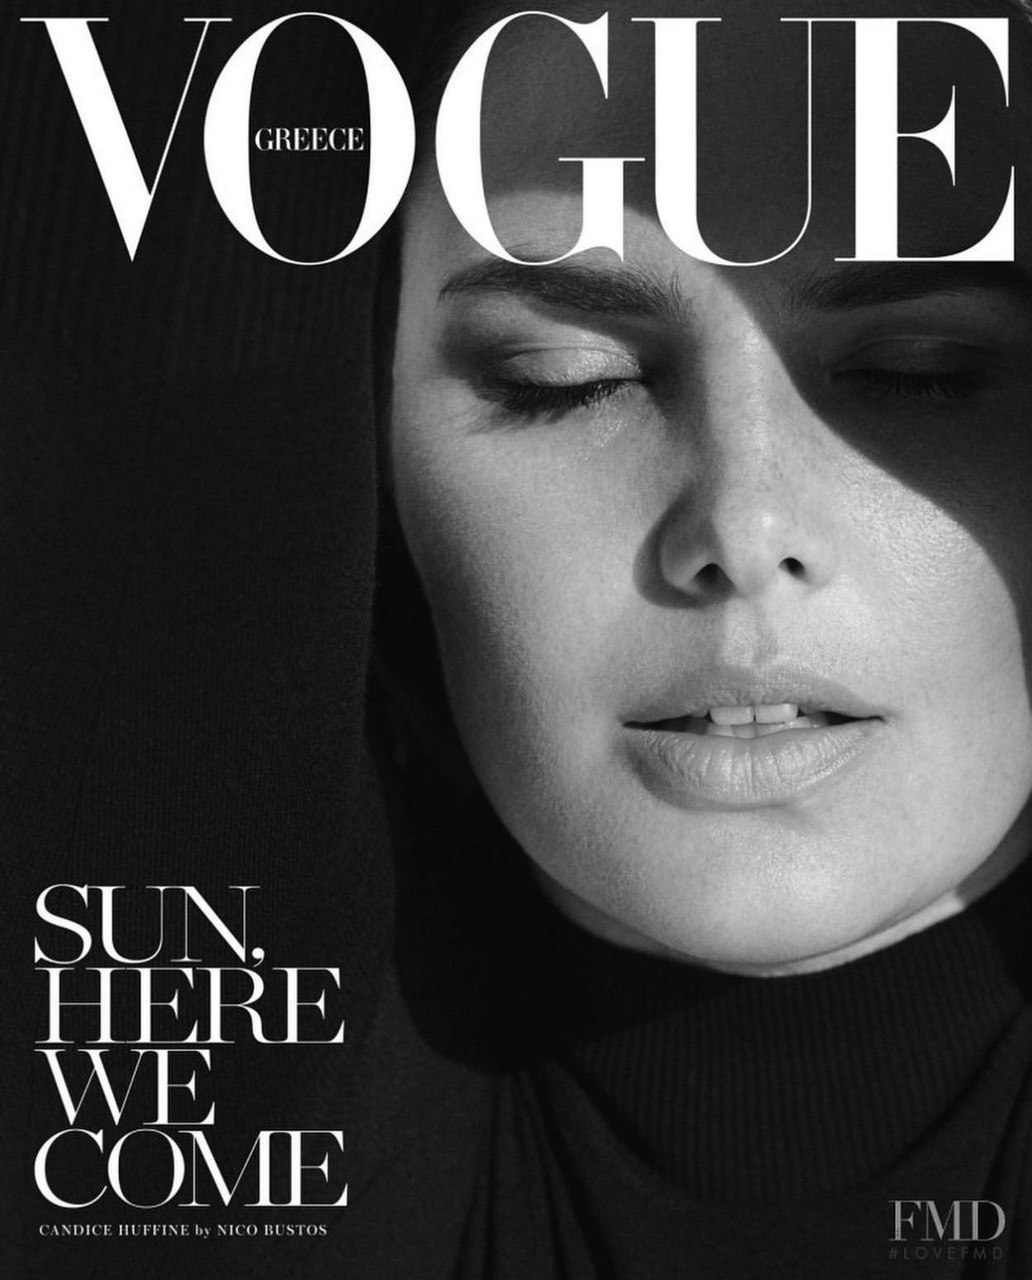 VOGUE
GREECE
SUN,
HERE
WE
COME
CANDICE HUFFINE by NICO BUSTOS
FMD
#LOVEFMD